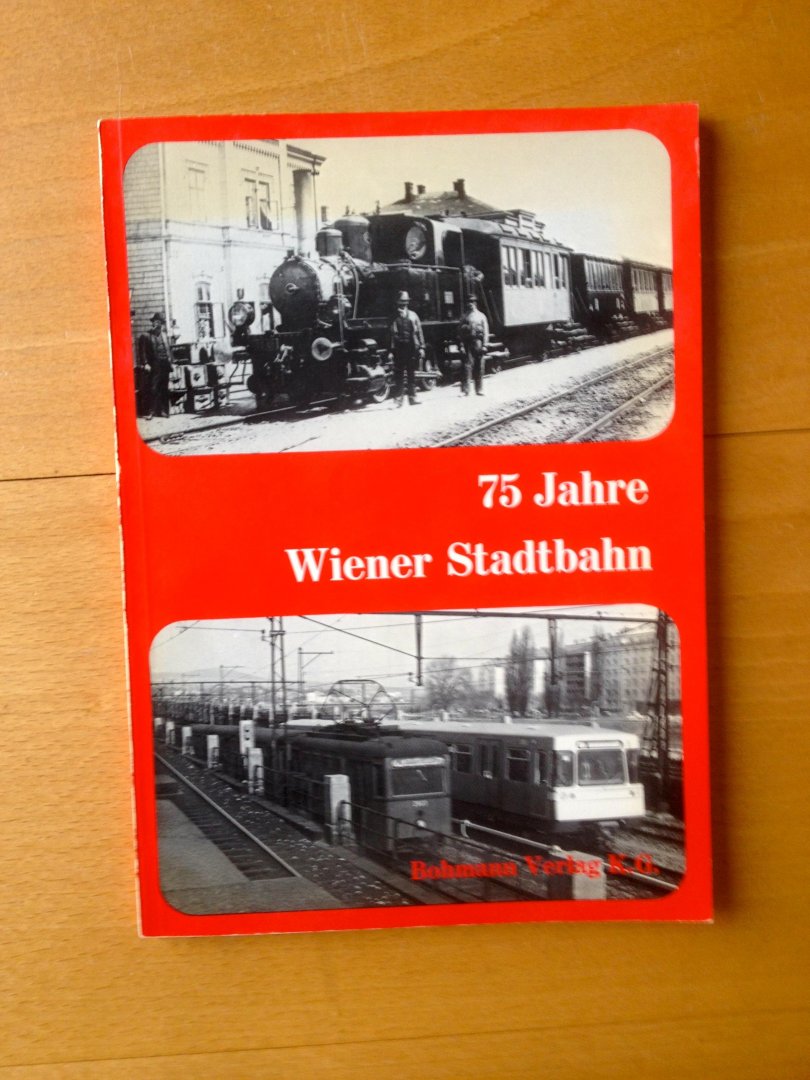 75 Jahre
Wiener Stadtbahn
Bohmann Verlag K. G.